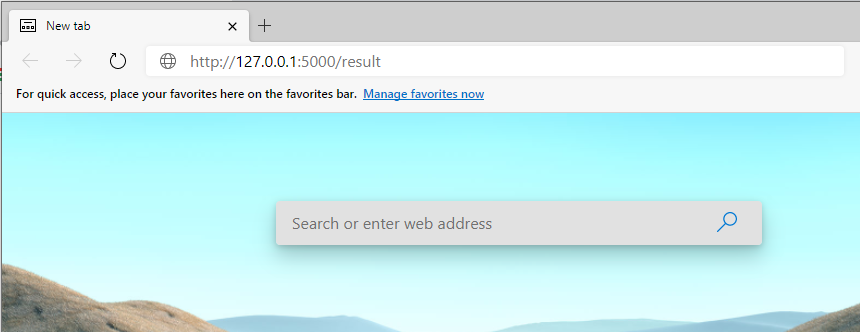 New tab
http://127.0.0.1:5000/result
For quick access, place your favorites here on the favorites bar. Manage favorites now
Search or enter web address